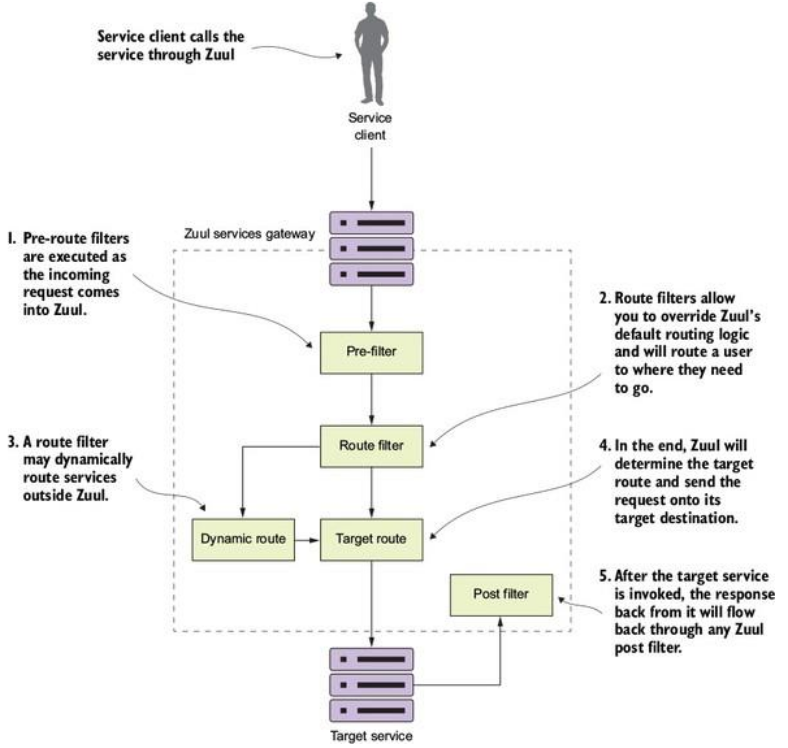 Service client calls the
service through Zuul
Service
client
Zuul services gateway
1. Pre-route filters
are executed as
the incoming
request comes
into Zuul.
Pre-filter
2. Route filters allow
you to override Zuul's
default routing logic
and will route a user
to where they need
to go.
Route filter
3. A route filter
may dynamically
route services
outside Zuul.
4. In the end, Zuul will
determine the target
route and send the
request onto its
target destination.
Dynamic route
Target route
5. After the target service
is invoked, the response
back from it will flow
back through any Zuul
post filter.
Post filter
Target service